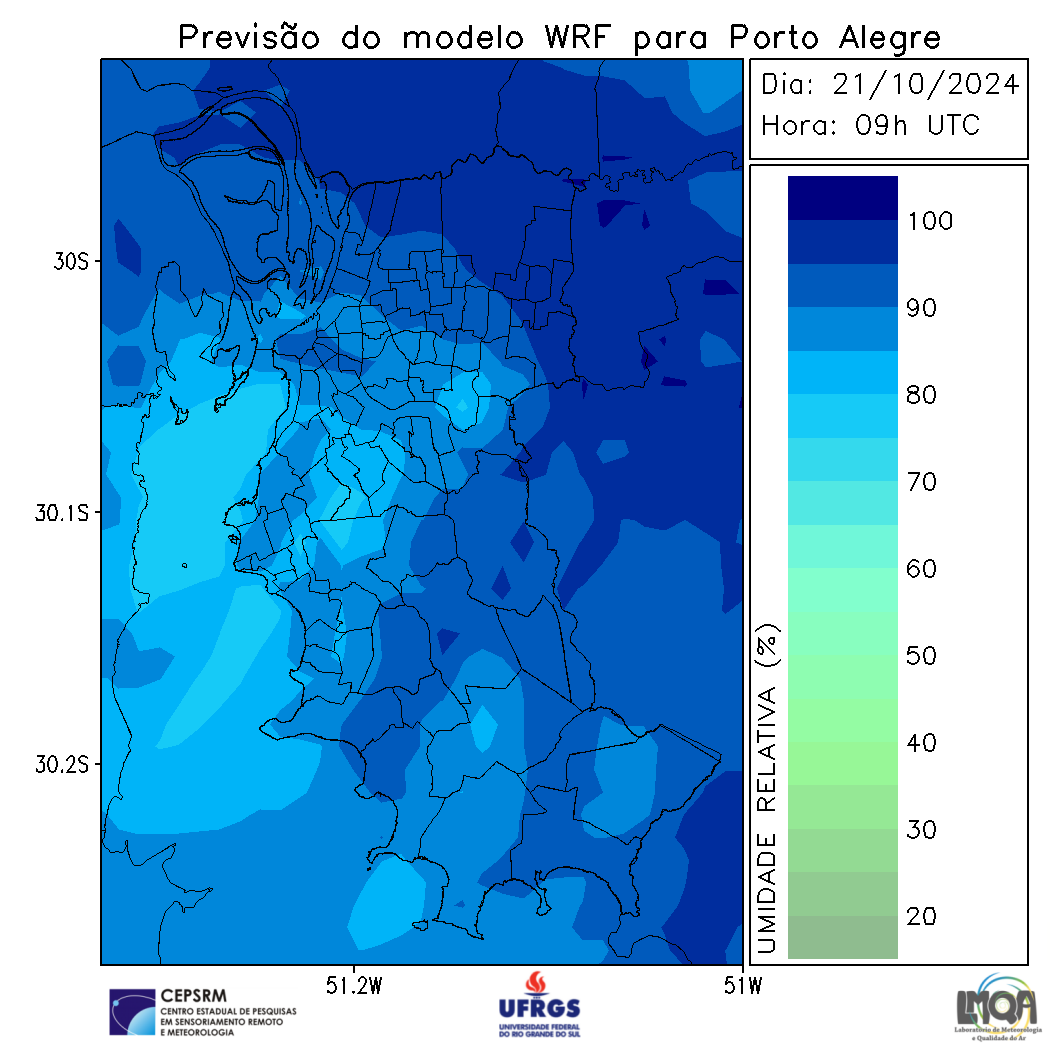 Previsão do modelo WRF para Porto Alegre
Dia: 21/10/2024
Hora: 09h UTC
30S
30.1S
30.2S
51.2W
51W
100
90
80
70
60
50
40
30
20
UMIDADE RELATIVA (%)
CEPSRM
CENTRO ESTADUAL DE PESQUISAS
EM SENSORIAMENTO REMOTO
E METEOROLOGIA
UFRGS
UNIVERSIDADE FEDERAL
DO RIO GRANDE DO SUL
LMQA
Laboratório de Meteorologia
e Qualidade do Ar